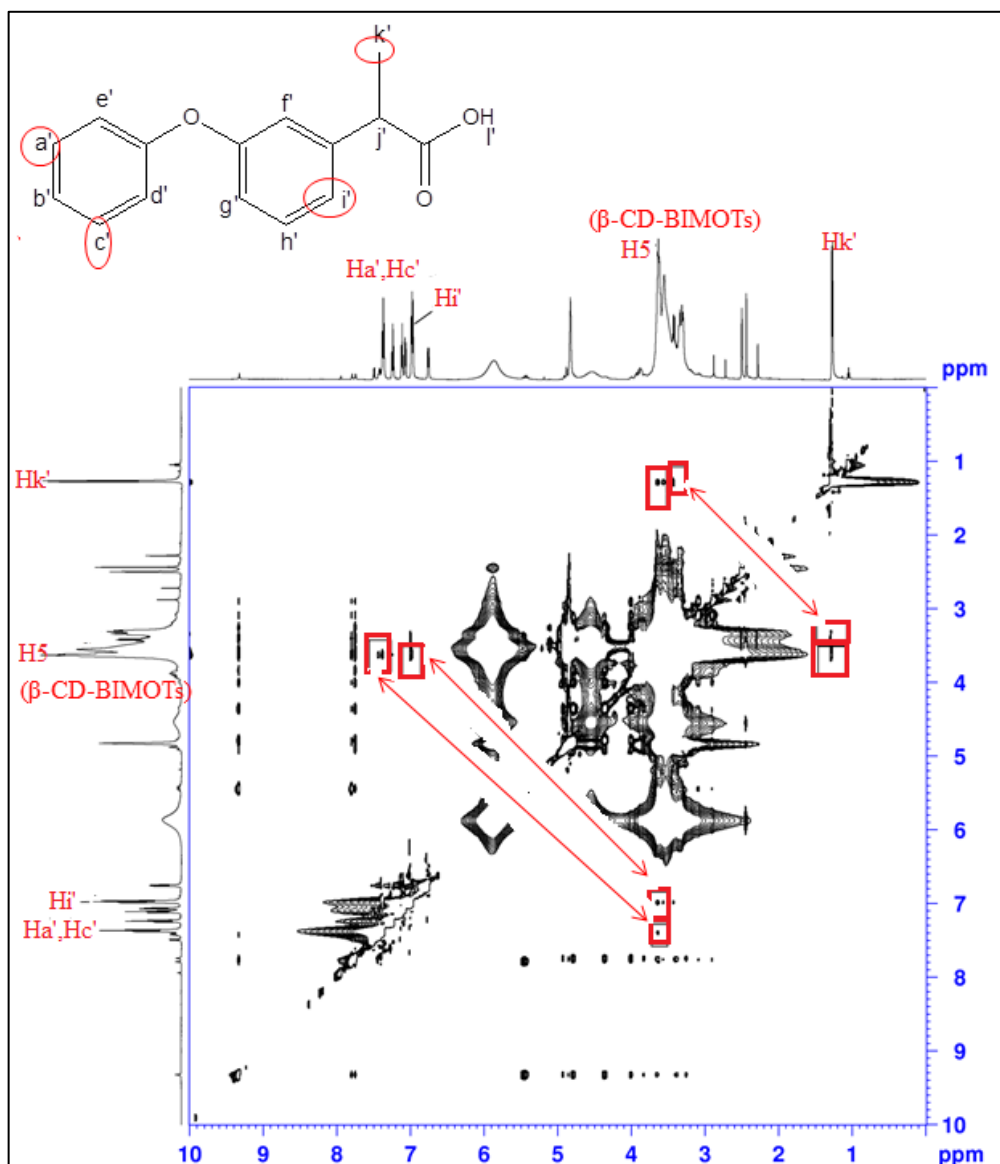 k'
e'
O
f'
OH
a'
j'
l'
b'
d'
g'
i'
O
c'
h'
(β-CD-BIMOTs)
H5
Hk'
Ha',Hc'
Hi'
ppm
Hk'
1
2
3
H5
(β-CD-BIMOTs)
4
5
6
Hi'
7
Ha',Hc'
8
9
10
10 9 8 7 6 5 4 3 2 1 ppm